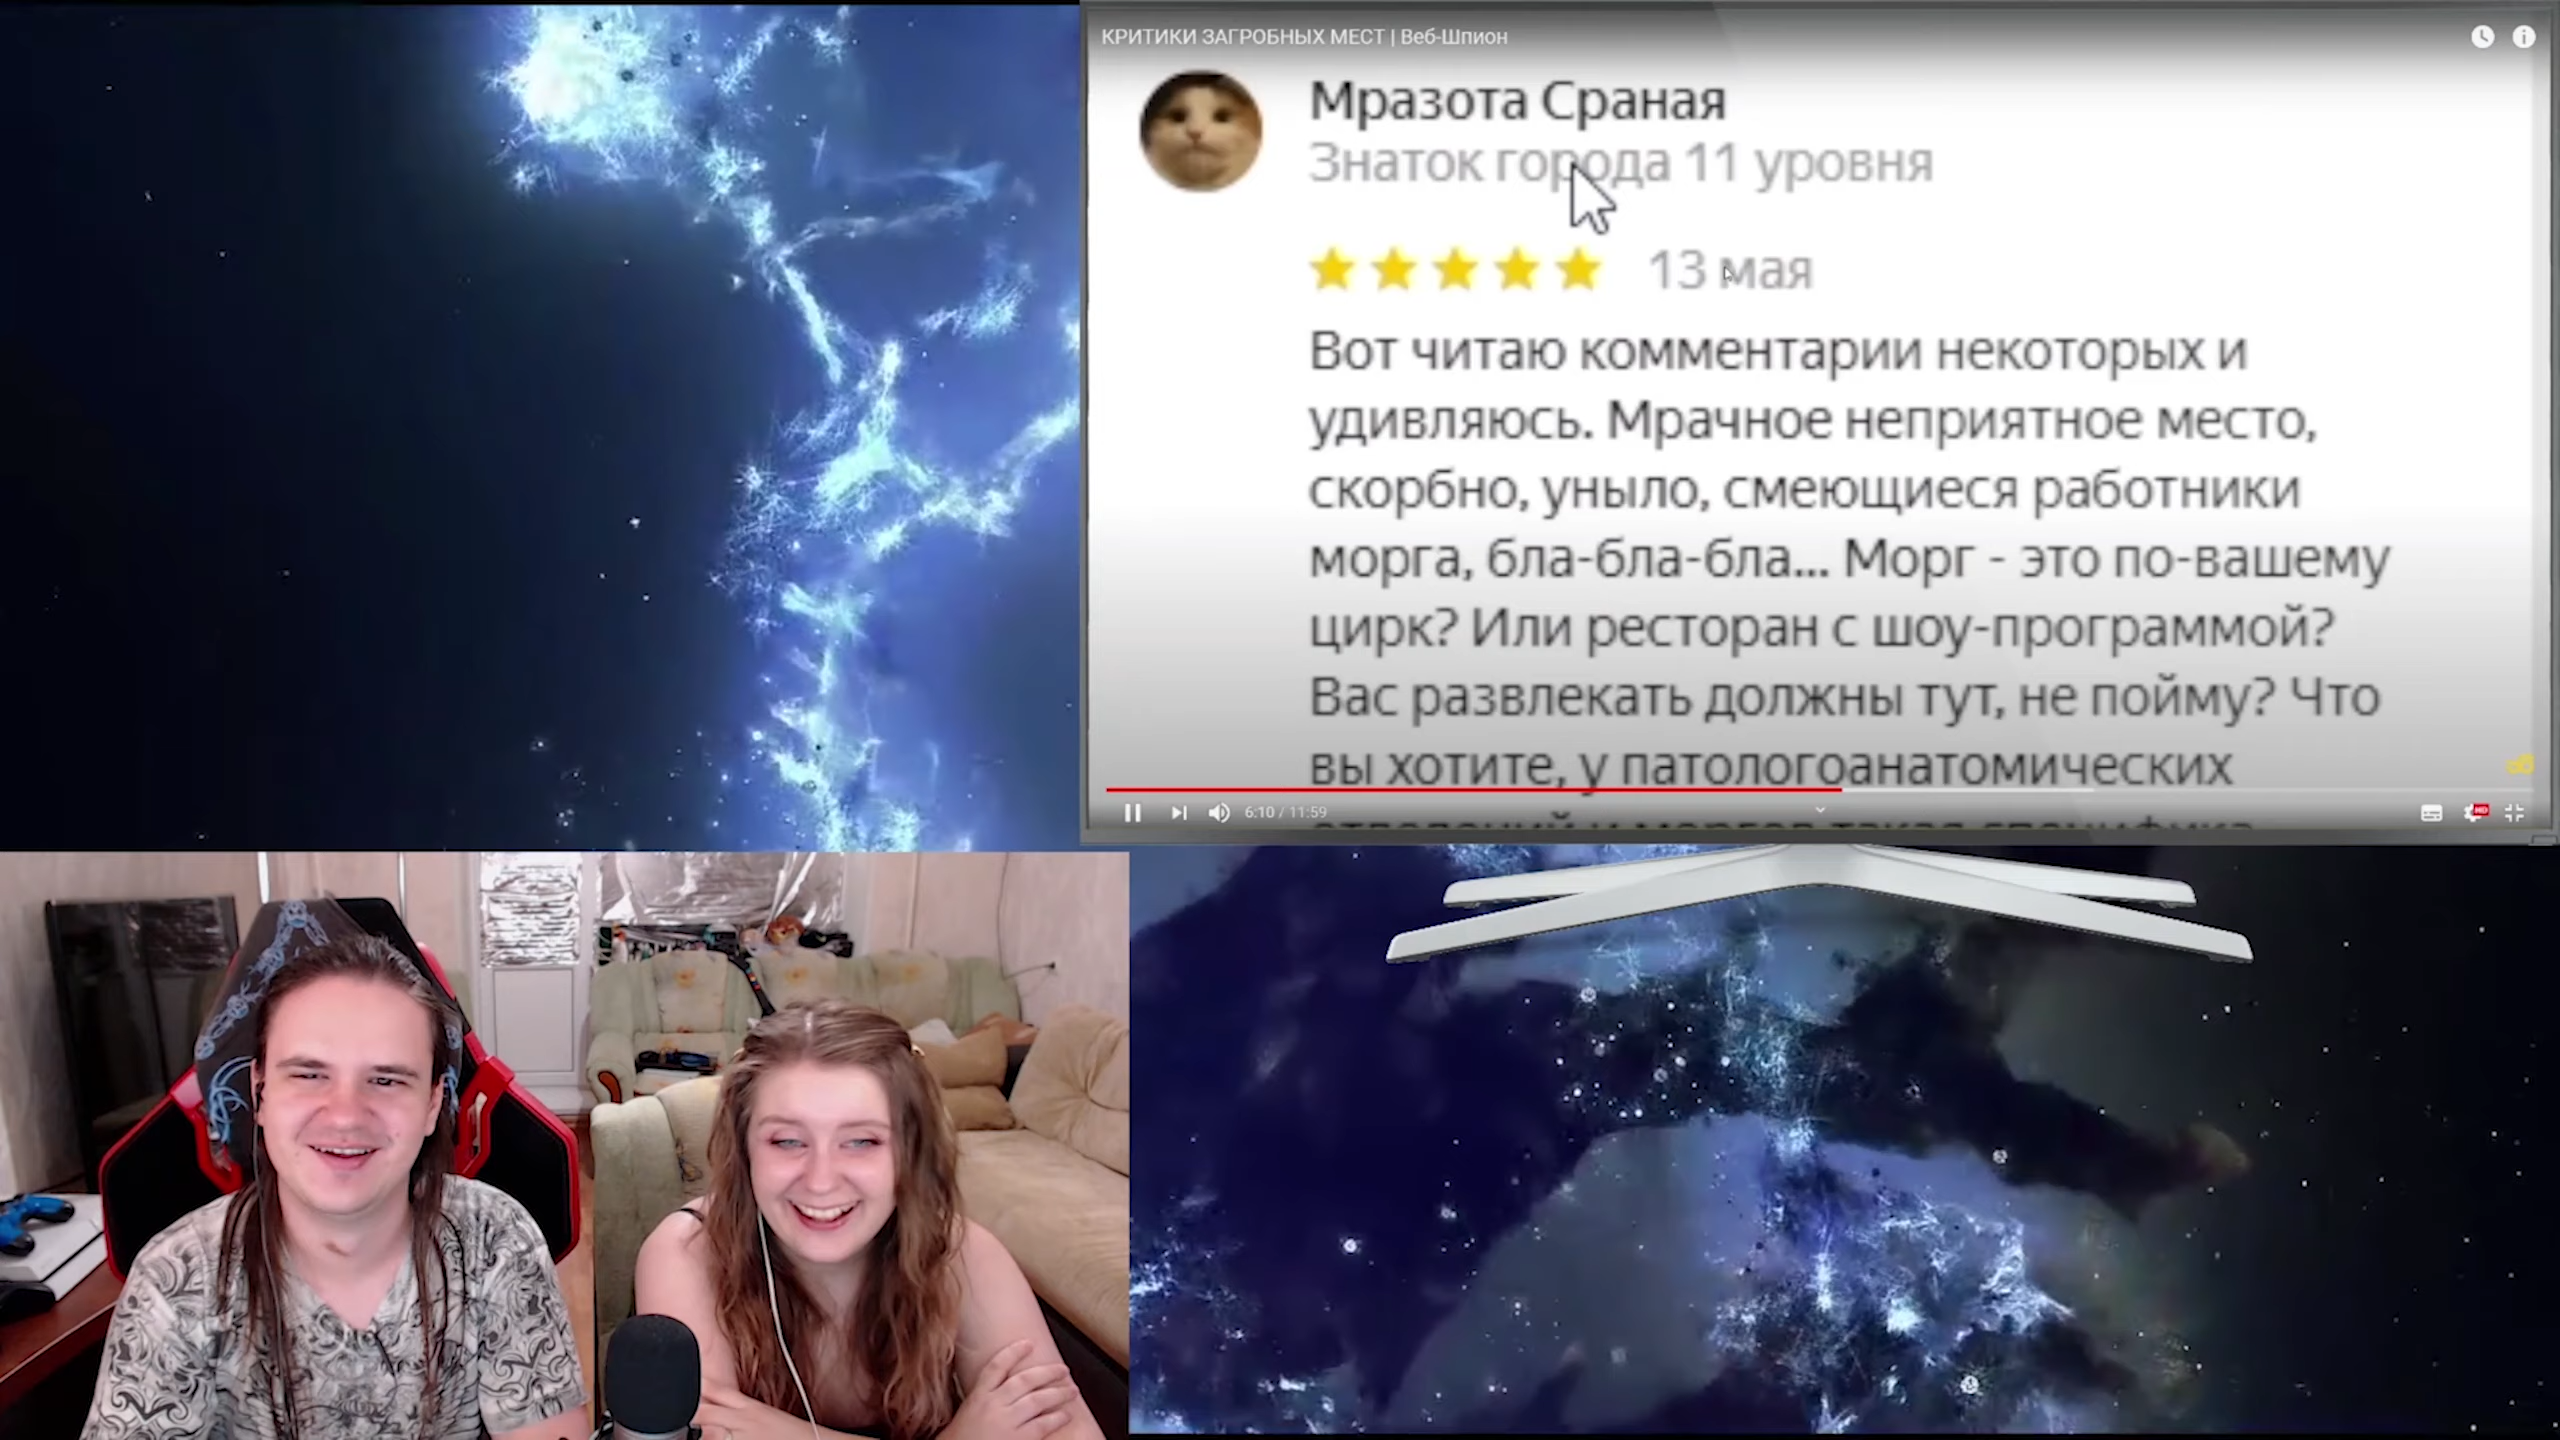 КРИТИКИ ЗАГРОБНЫХ МЕСТ | Веб-Шпион
Мразота Сраная
Знаток города 11 уровня
13 мая
Вот читаю комментарии некоторых и
удивляюсь. Мрачное неприятное место,
скорбно, уныло, смеющиеся работники
морга, бла-бла-бла... Морг - это по-вашему
цирк? Или ресторан с шоу-программой?
Вас развлекать должны тут, не пойму? Что
вы хотите, у патологоанатомических
6:10 / 11:59
HD